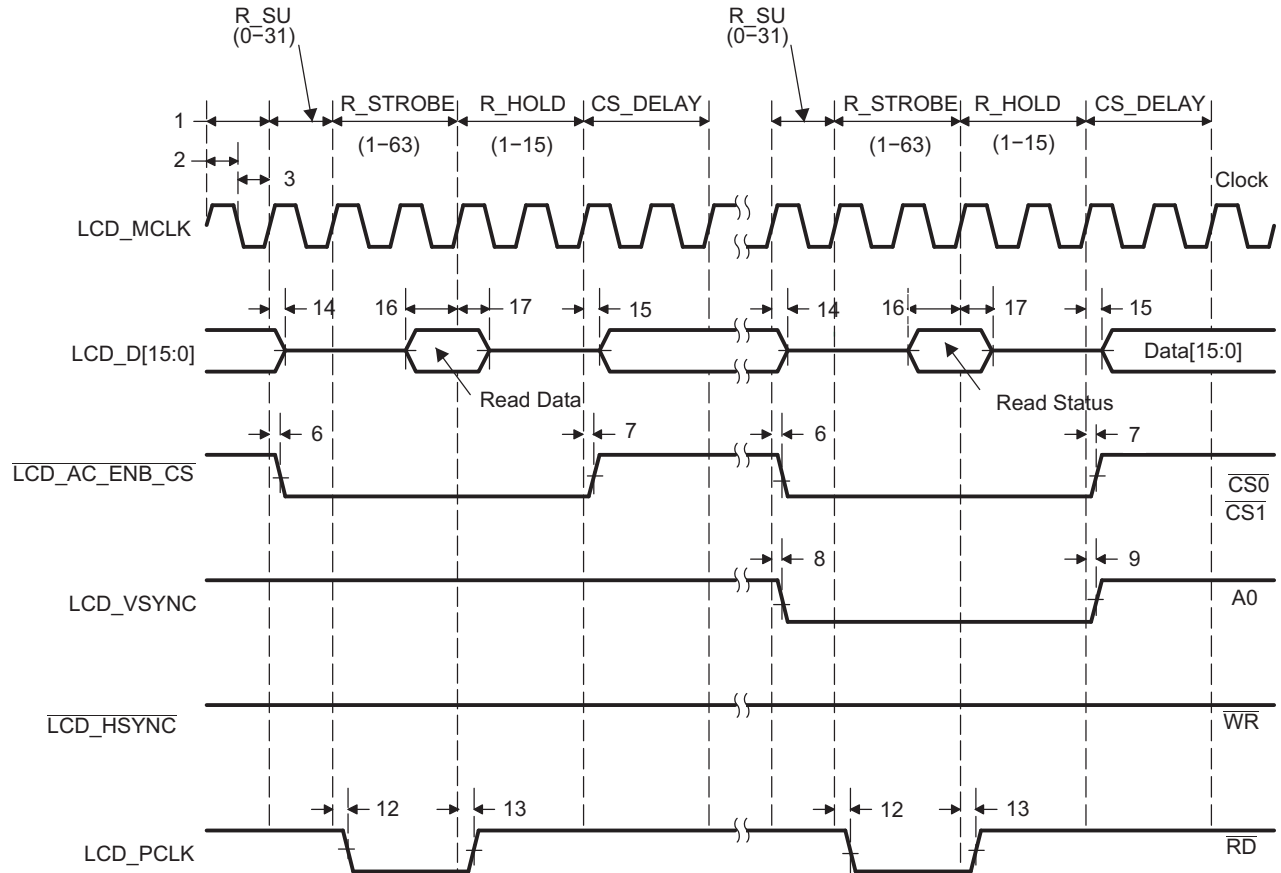 R_SU
(0−31)
R_SU
(0−31)
1
R_STROBE
R_HOLD
CS_DELAY
R_STROBE
R_HOLD
CS_DELAY
(1−63)
(1−15)
(1−63)
(1−15)
2
3
Clock
LCD_MCLK
14
16
17
15
14
16
17
15
LCD_D[15:0]
Data[15:0]
Read Data
Read Status
6
7
6
7
LCD_AC_ENB_CS
CS0
CS1
8
9
LCD_VSYNC
A0
LCD_HSYNC
WR
12
13
12
13
LCD_PCLK
RD